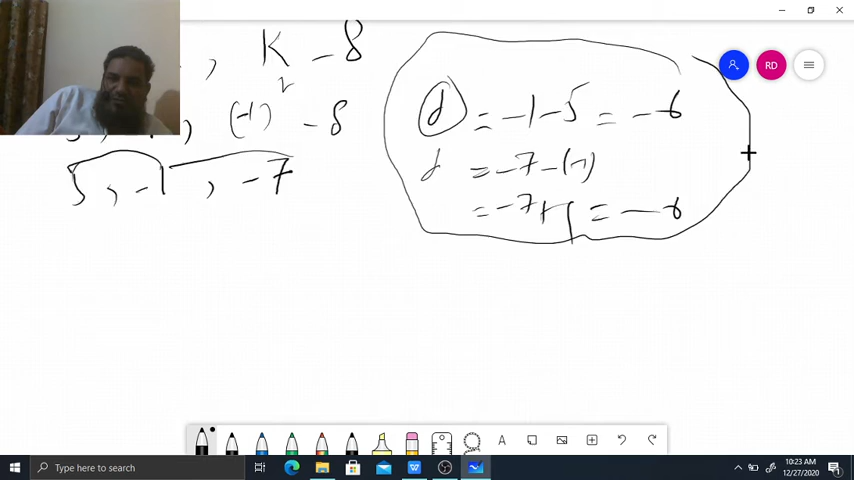 , K - 8
RD
, (-1)² - 8
5 , -1 , -7
d = -1 - 5 = -6
d = -7 - (-1)
= -7 + 1 = -6
A
Type here to search
10:23 AM
12/27/2020